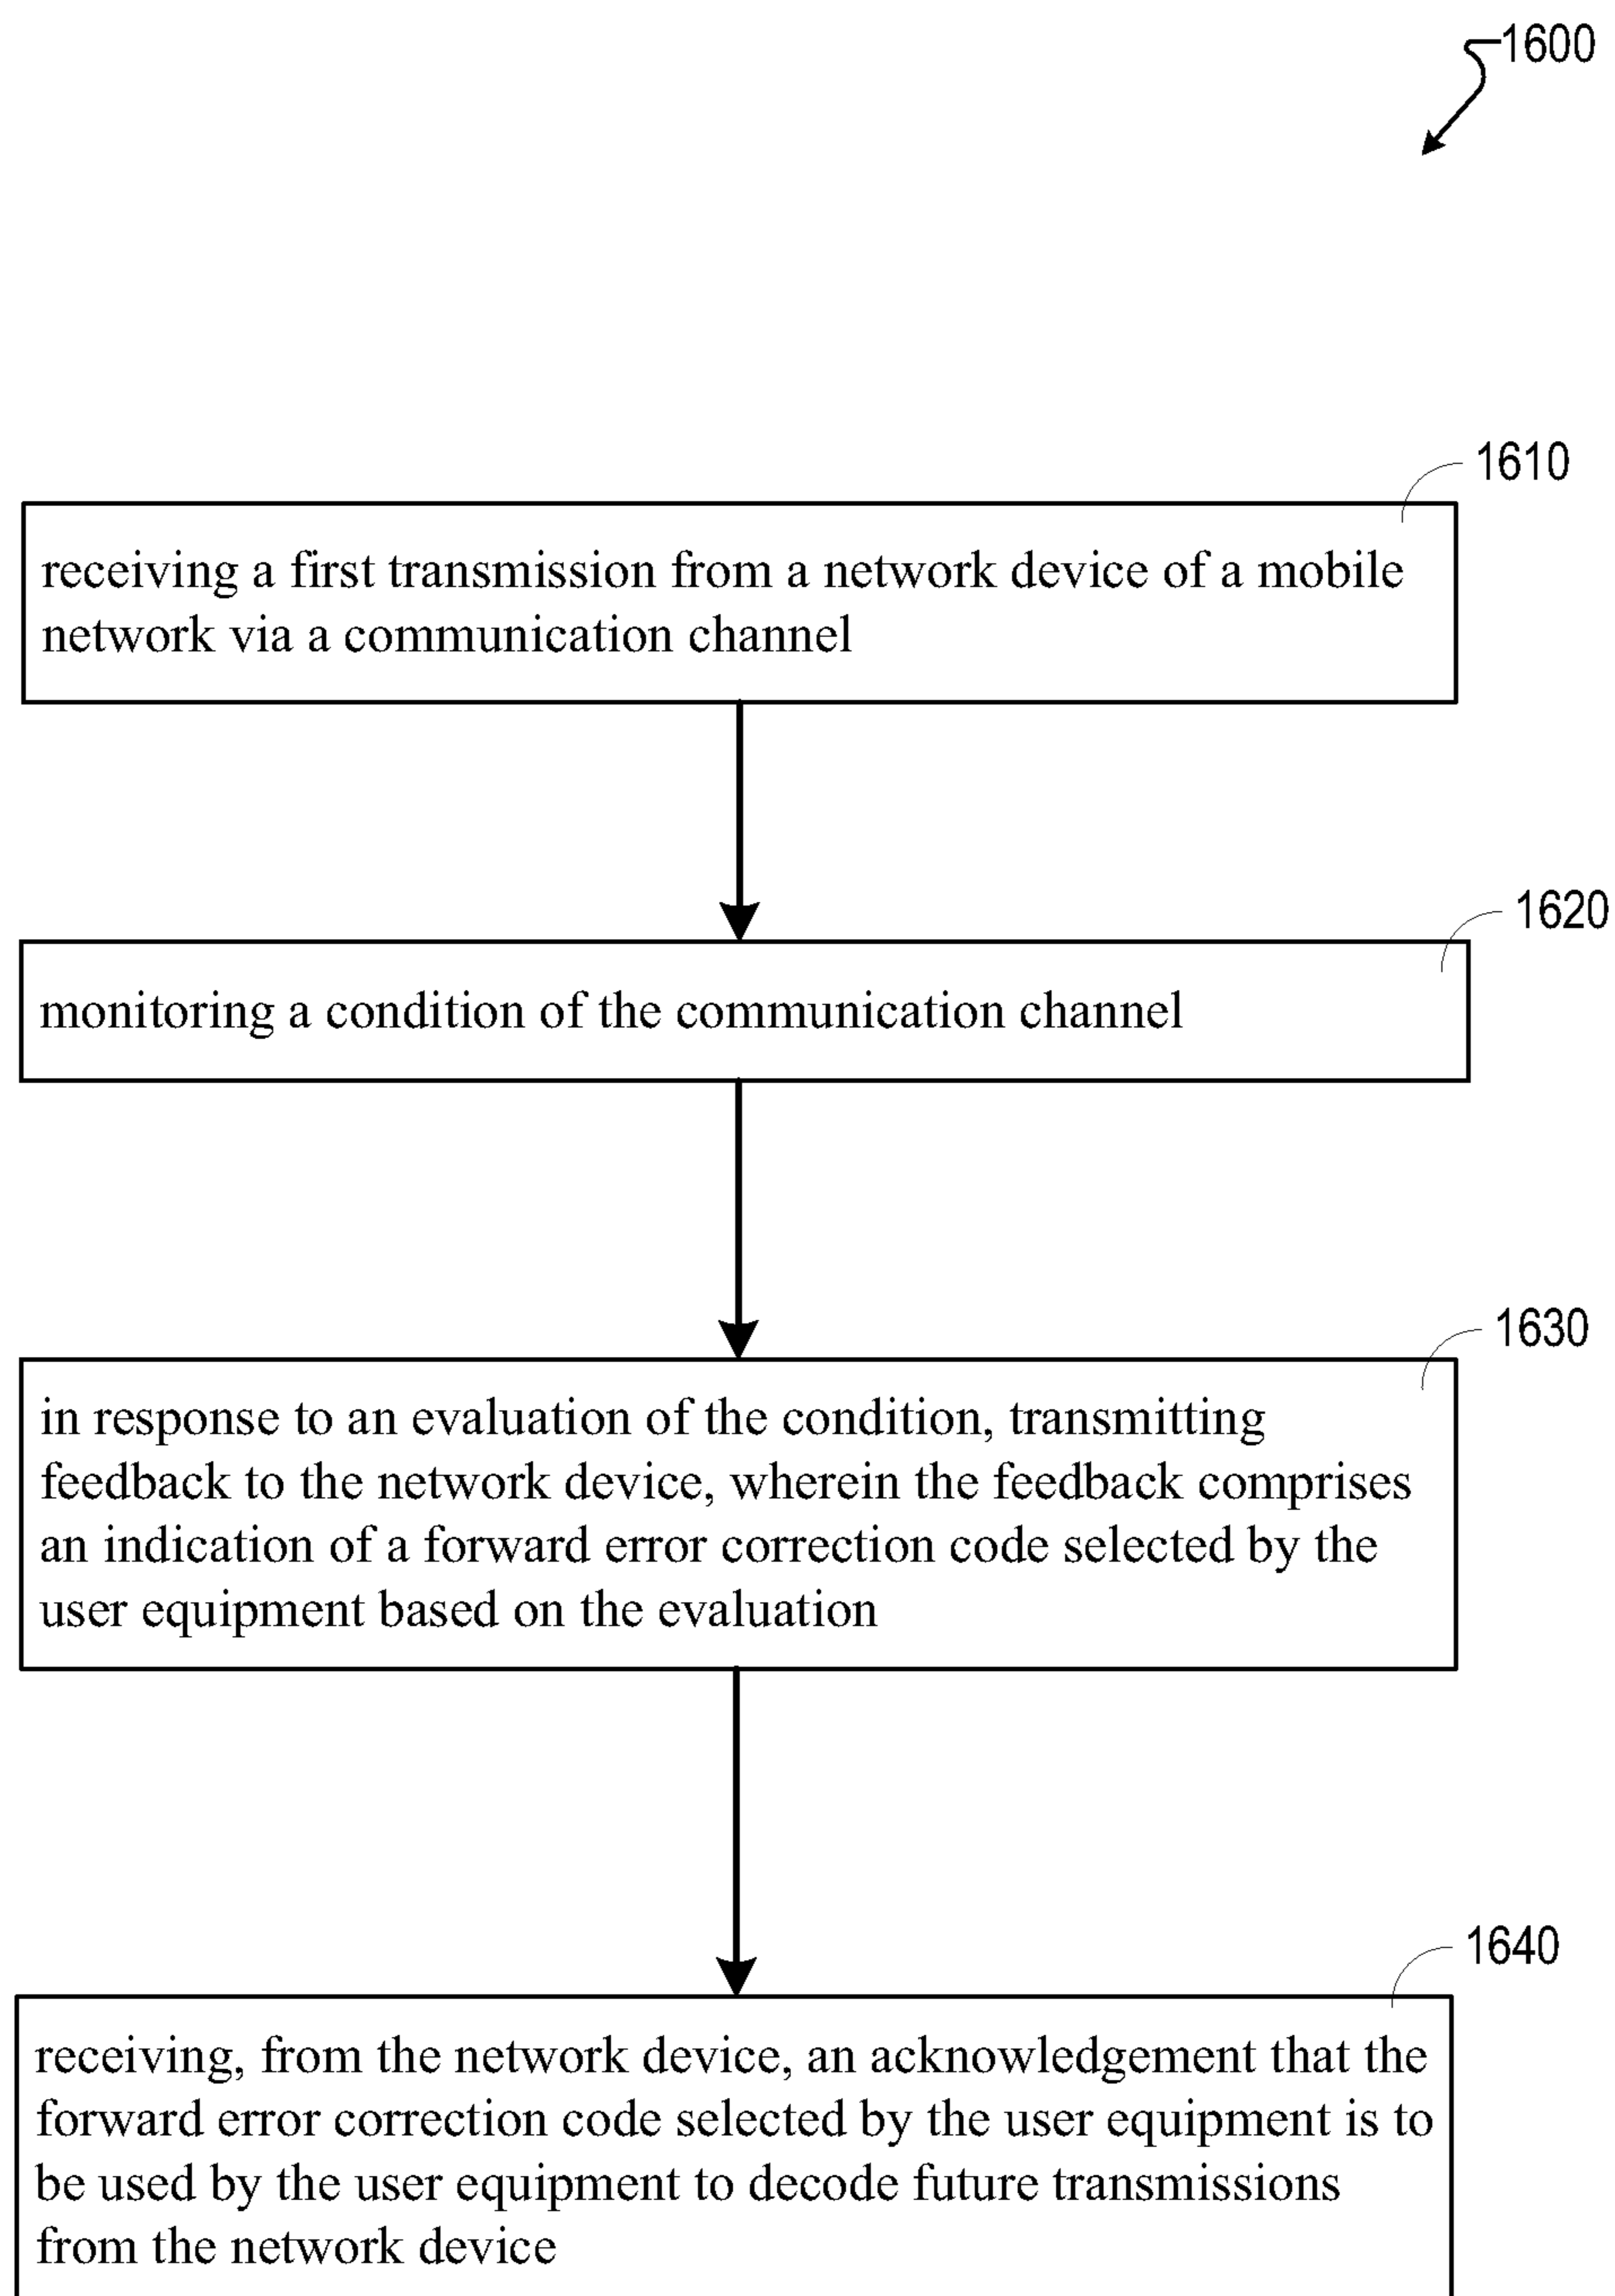 1600
1610
receiving a first transmission from a network device of a mobile
network via a communication channel
1620
monitoring a condition of the communication channel
1630
in response to an evaluation of the condition, transmitting
feedback to the network device, wherein the feedback comprises
an indication of a forward error correction code selected by the
user equipment based on the evaluation
1640
receiving, from the network device, an acknowledgement that the
forward error correction code selected by the user equipment is to
be used by the user equipment to decode future transmissions
from the network device